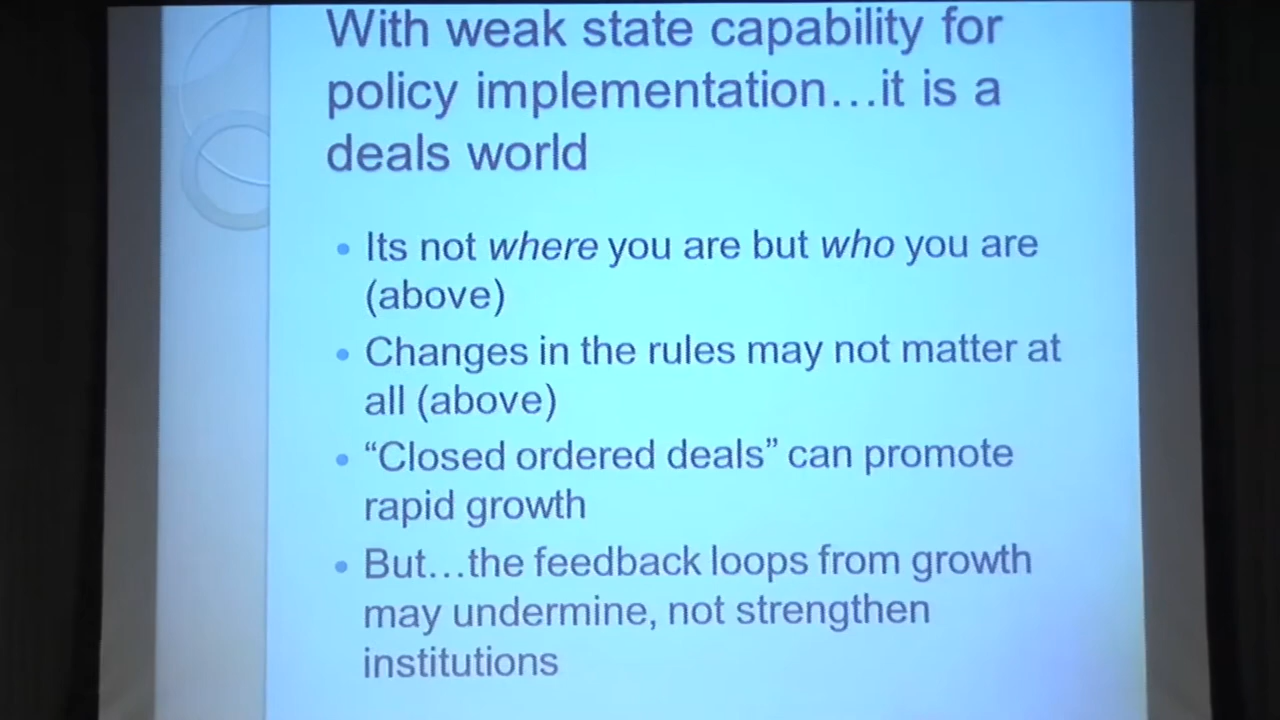 With weak state capability for
policy implementation…it is a
deals world
• Its not where you are but who you are
(above)
• Changes in the rules may not matter at
all (above)
• “Closed ordered deals” can promote
rapid growth
• But…the feedback loops from growth
may undermine, not strengthen
institutions